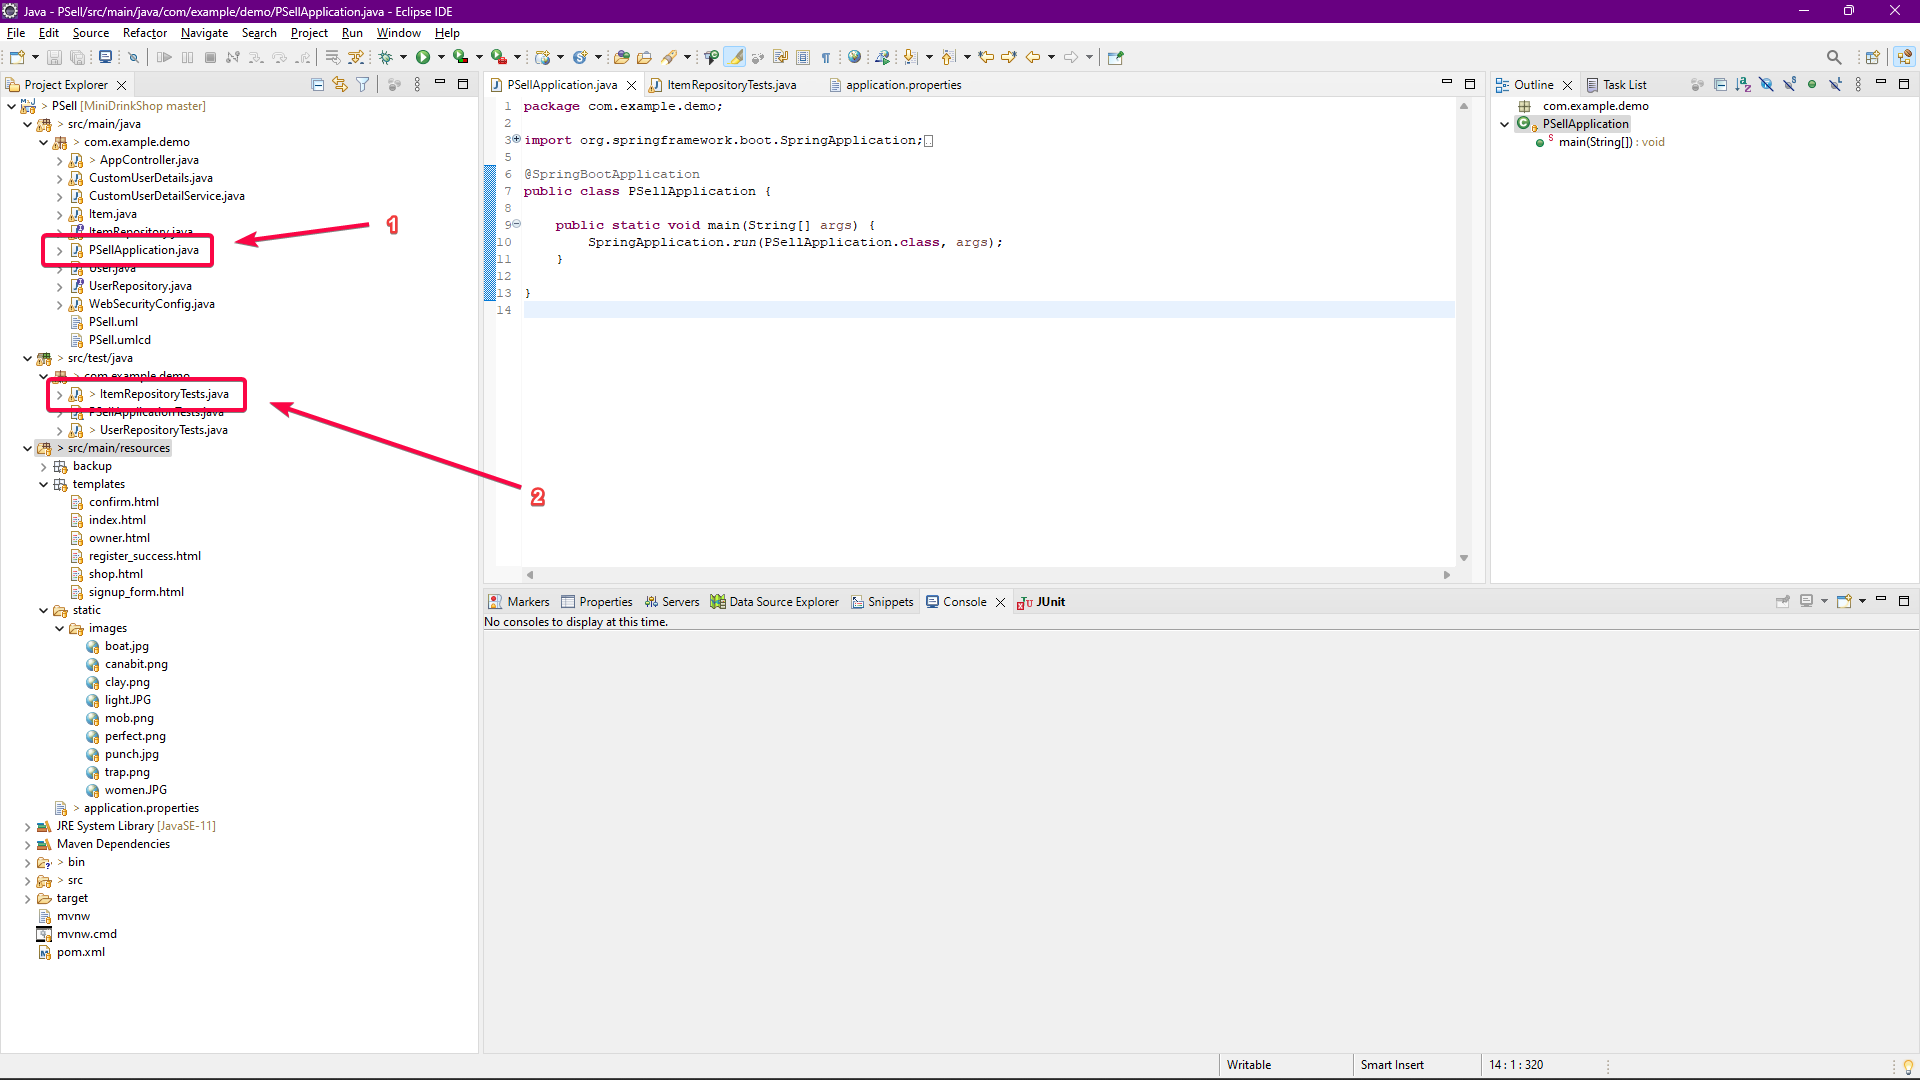 Java - PSell/src/main/java/com/example/demo/PSellApplication.java - Eclipse IDE
File Edit Source Refactor Navigate Search Project Run Window Help
Project Explorer
> PSell [MiniDrinkShop master]
> src/main/java
> com.example.demo
> AppController.java
CustomUserDetails.java
CustomUserDetailService.java
Item.java
ItemRepository.java
PSellApplication.java
User.java
UserRepository.java
WebSecurityConfig.java
PSell.uml
PSell.umlcd
> src/test/java
> com.example.demo
> ItemRepositoryTests.java
PSellApplicationTests.java
> UserRepositoryTests.java
> src/main/resources
backup
templates
confirm.html
index.html
owner.html
register_success.html
shop.html
signup_form.html
static
images
boat.jpg
canabit.png
clay.png
light.JPG
mob.png
perfect.png
punch.jpg
trap.png
women.JPG
> application.properties
JRE System Library [JavaSE-11]
Maven Dependencies
> bin
> src
target
mvnw
mvnw.cmd
pom.xml
1
2
PSellApplication.java ItemRepositoryTests.java application.properties
1 package com.example.demo;
2
3 import org.springframework.boot.SpringApplication;
5
6 @SpringBootApplication
7 public class PSellApplication {
8
9 public static void main(String[] args) {
10 SpringApplication.run(PSellApplication.class, args);
11 }
12
13 }
14
Outline Task List
com.example.demo
PSellApplication
main(String[]) : void
Markers Properties Servers Data Source Explorer Snippets Console JUnit
No consoles to display at this time.
Writable Smart Insert 14 : 1 : 320